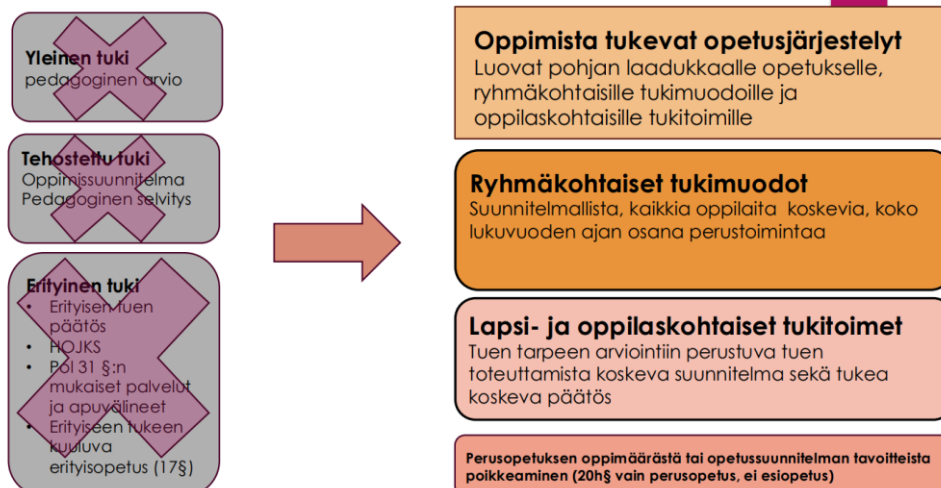 Yleinen tuki
pedagoginen arvio
Tehostettu tuki
Oppimissuunnitelma
Pedagoginen selvitys
Erityinen tuki
• Erityisen tuen
päätös
• HOJKS
• Pol 31 §:n
mukaiset palvelut
ja apuvälineet
• Erityiseen tukeen
kuuluva
erityisopetus (17§)
Oppimista tukevat opetusjärjestelyt
Luovat pohjan laadukkaalle opetukselle,
ryhmäkohtaisille tukimuodoille ja
oppilaskohtaisille tukitoimille
Ryhmäkohtaiset tukimuodot
Suunnitelmallista, kaikkia oppilaita koskevia, koko
lukuvuoden ajan osana perustoimintaa
Lapsi- ja oppilaskohtaiset tukitoimet
Tuen tarpeen arviointiin perustuva tuen
toteuttamista koskeva suunnitelma sekä tukea
koskeva päätös
Perusopetuksen oppimäärästä tai opetussuunnitelman tavoitteista
poikkeaminen (20h§ vain perusopetus, ei esiopetus)